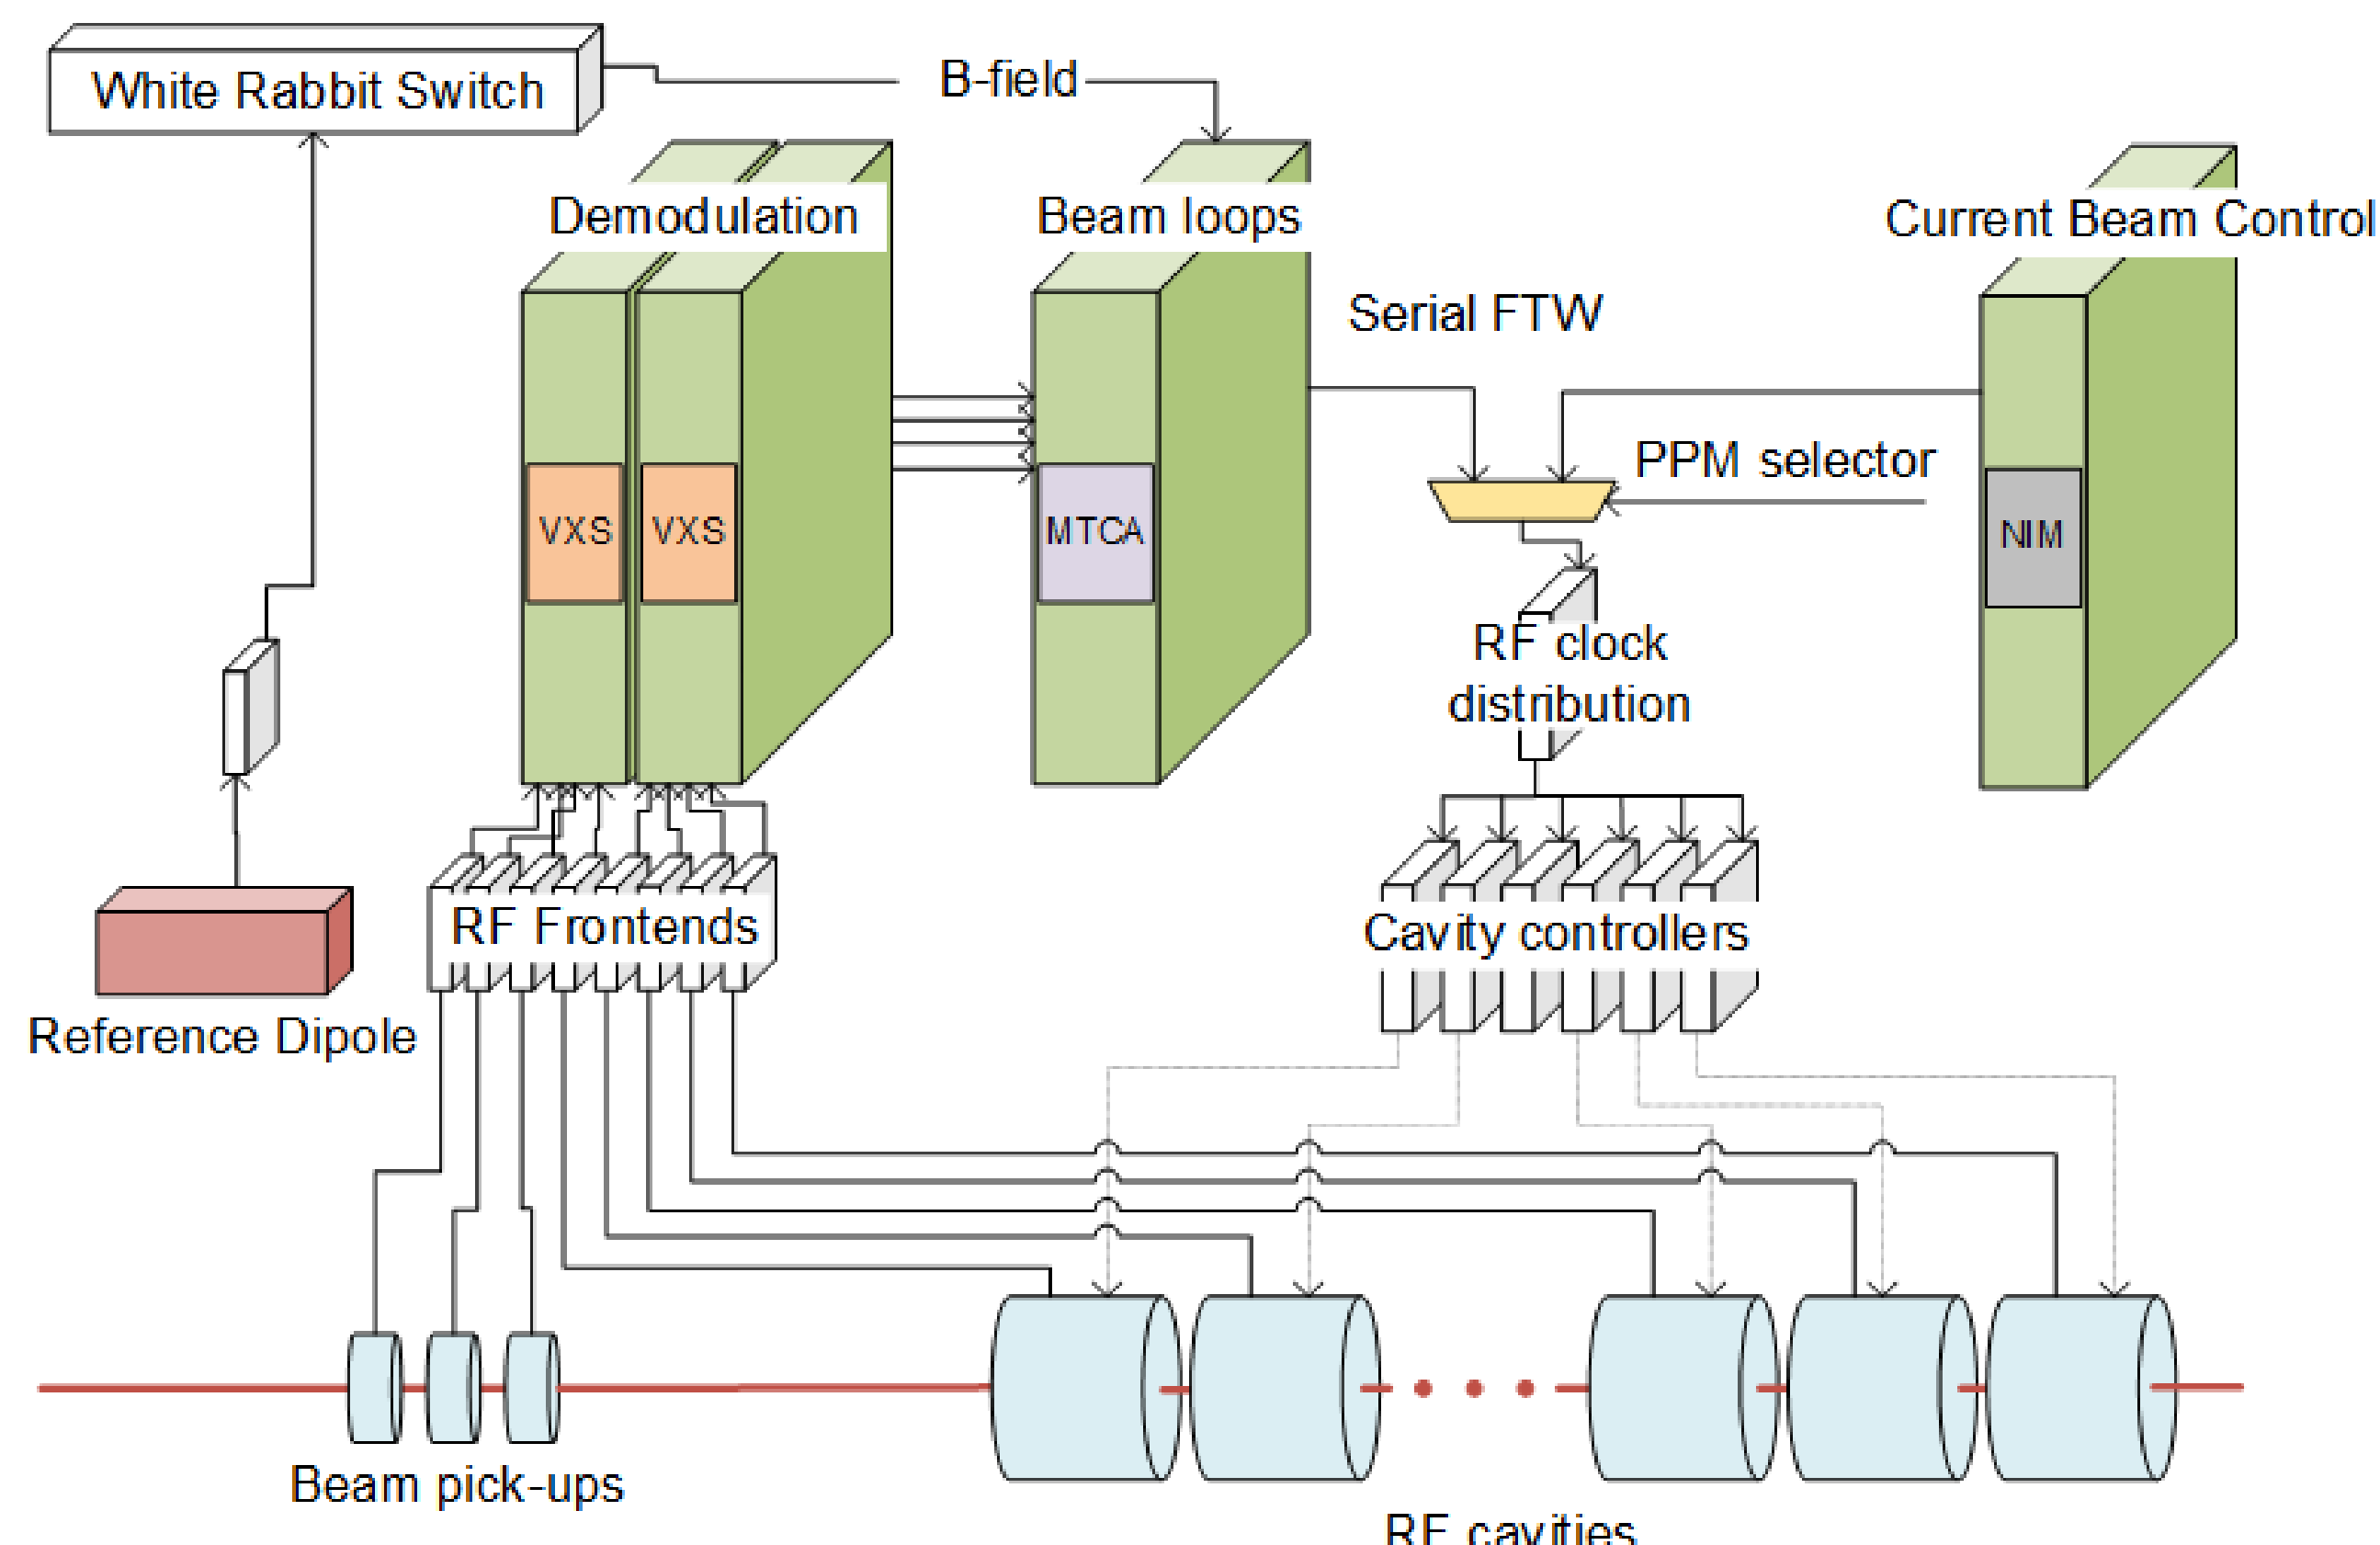 White Rabbit Switch
B-field
Demodulation
Beam loops
Current Beam Control
Serial FTW
PPM selector
VXS
VXS
MTCA
NIM
RF clock
distribution
RF Frontends
Cavity controllers
Reference Dipole
Beam pick-ups
RF cavities